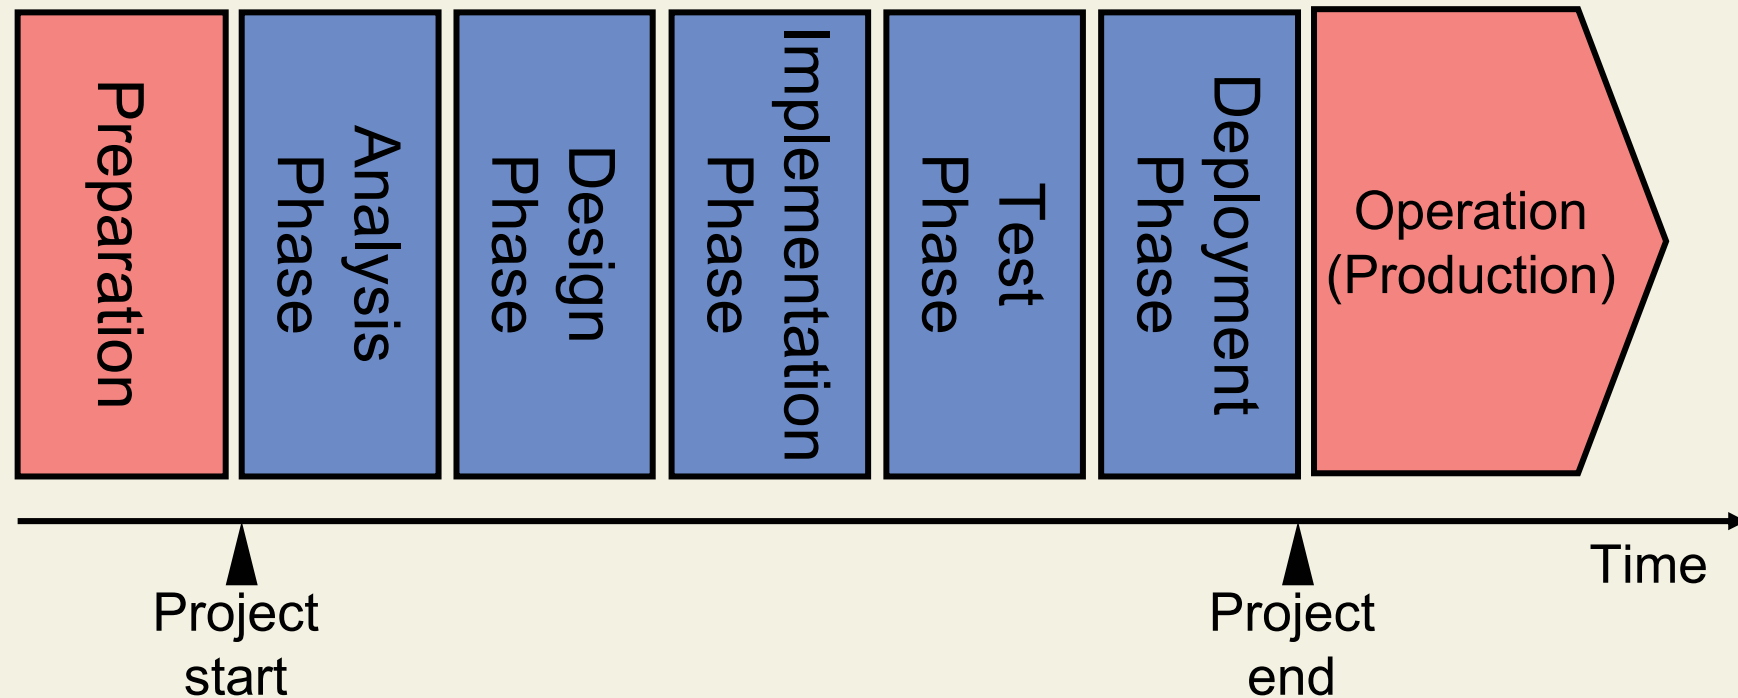 Preparation
Analysis
Phase
Design
Phase
Implementation
Phase
Test
Phase
Deployment
Phase
Operation
(Production)
Time
Project
start
Project
end